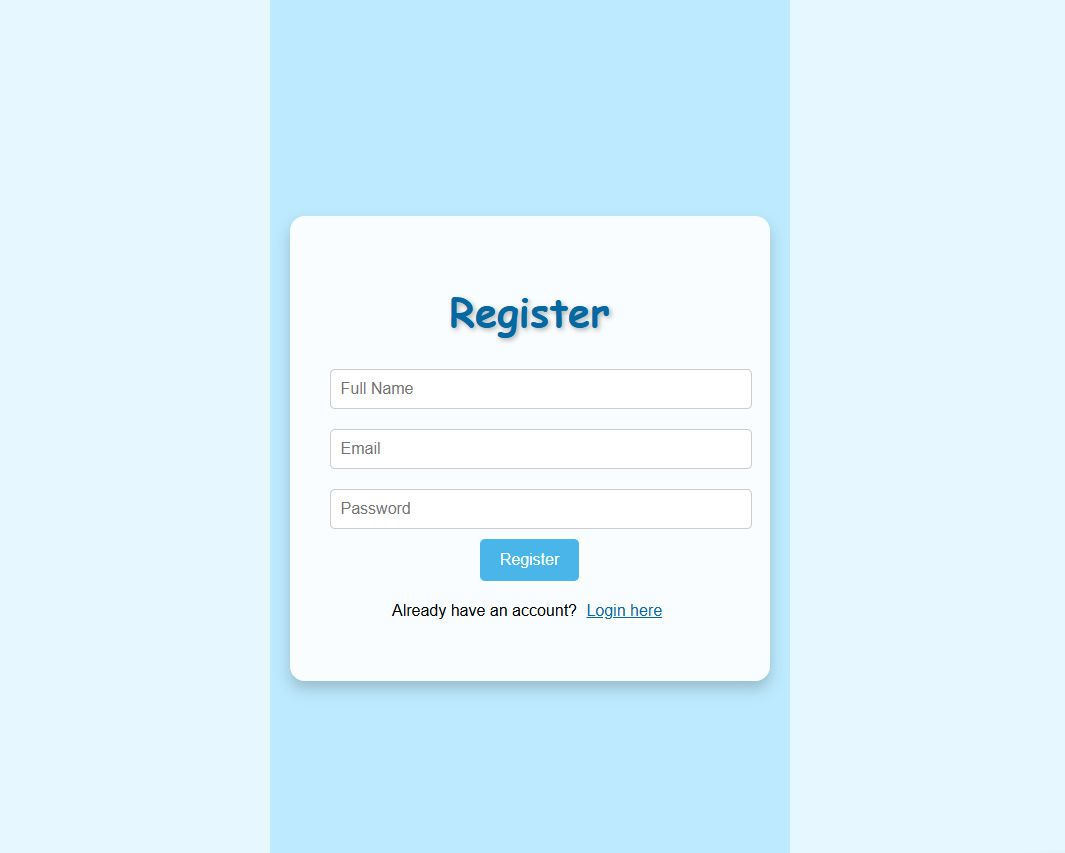 Register
Full Name
Email
Password
Register
Already have an account? Login here